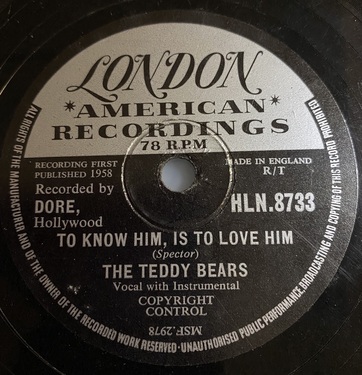 LONDON
*AMERICAN*
RECORDINGS
78 RPM
RECORDING FIRST
PUBLISHED 1958
MADE IN ENGLAND
R/T
Recorded by
DORE,
Hollywood
HLN.8733
TO KNOW HIM, IS TO LOVE HIM
(Spector)
THE TEDDY BEARS
Vocal with Instrumental
COPYRIGHT
CONTROL
MSF.2978
ALL RIGHTS OF THE MANUFACTURER AND OF THE OWNER OF THE RECORDED WORK RESERVED·UNAUTHORISED PUBLIC PERFORMANCE, BROADCASTING AND COPYING OF THIS RECORD PROHIBITED